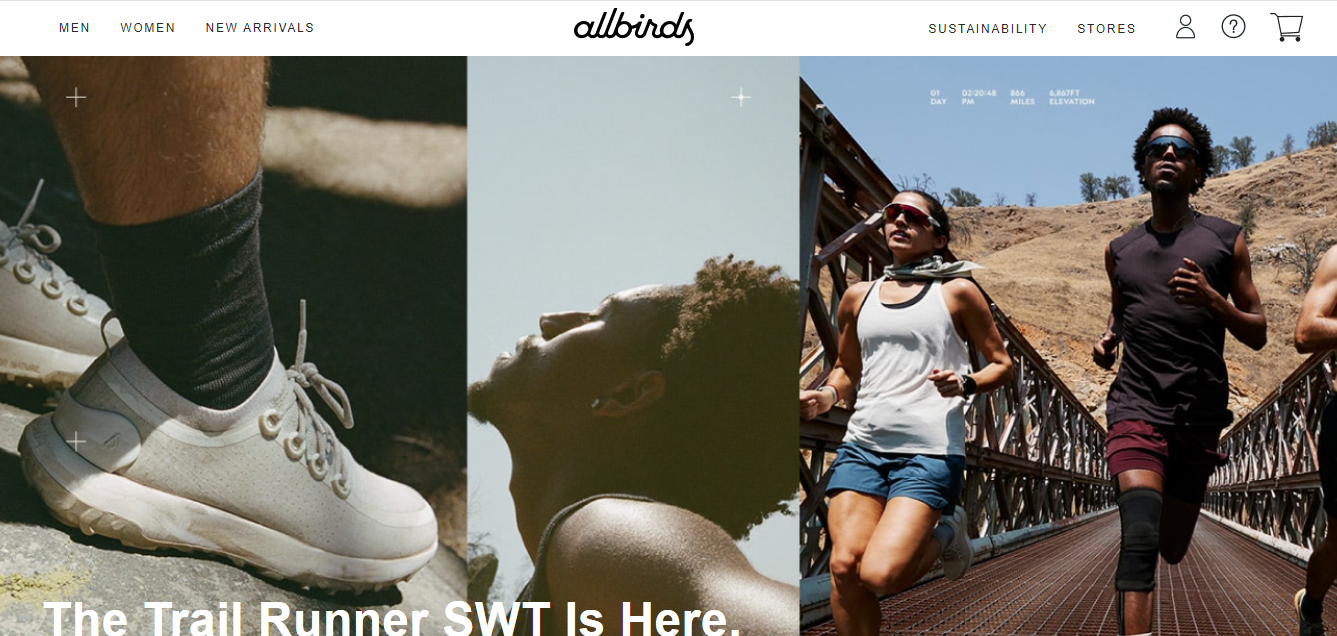 MEN WOMEN NEW ARRIVALS allbirds SUSTAINABILITY STORES
01 02:20:48 866 6,867FT
DAY PM MILES ELEVATION
The Trail Runner SWT Is Here.